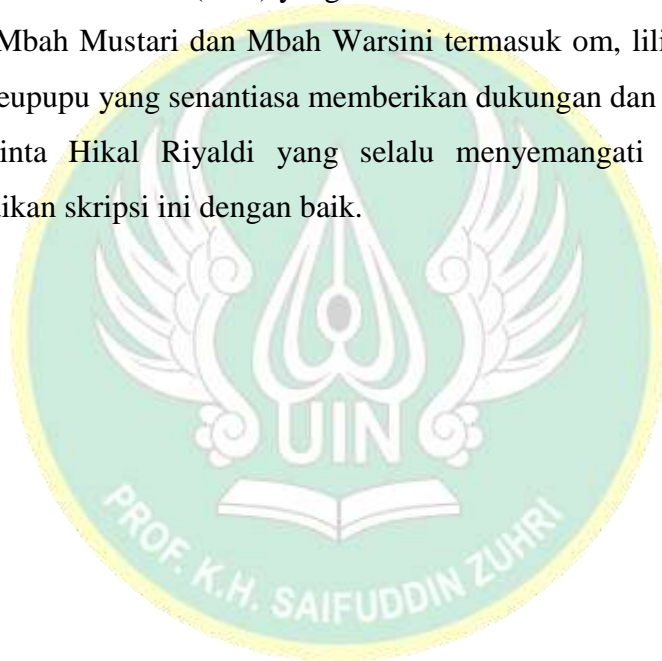 Mbah Mustari dan Mbah Warsini termasuk om, lili
eupupu yang senantiasa memberikan dukungan dan
inta Hikal Riyaldi yang selalu menyemangati
ikan skripsi ini dengan baik.
UIN
PROF. K.H. SAIFUDDIN ZUHRI